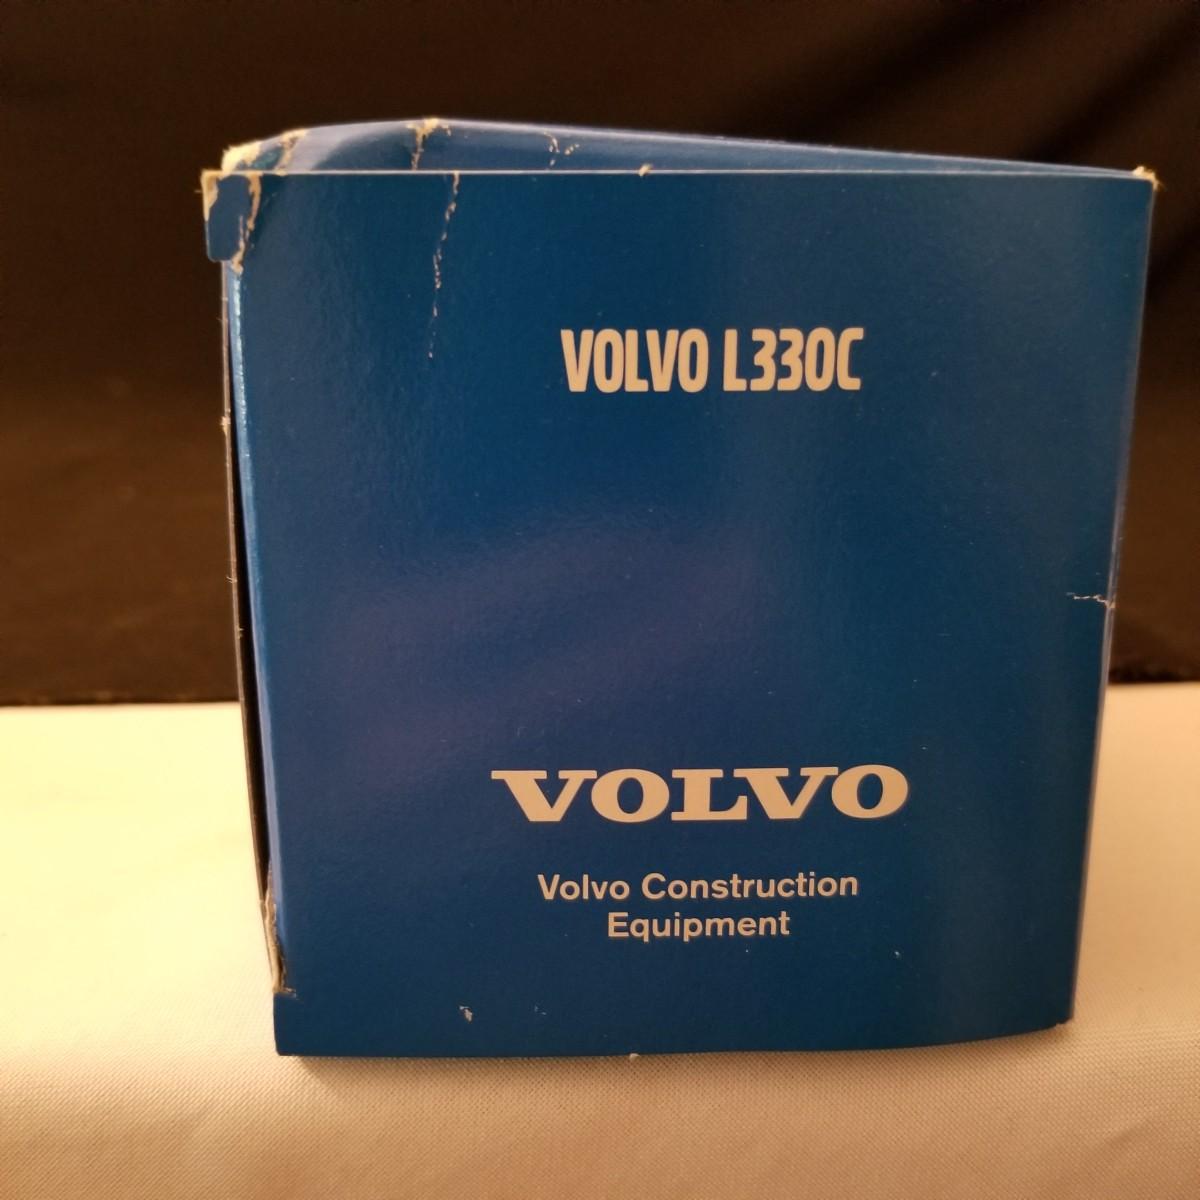 VOLVO L330C
VOLVO
Volvo Construction
Equipment